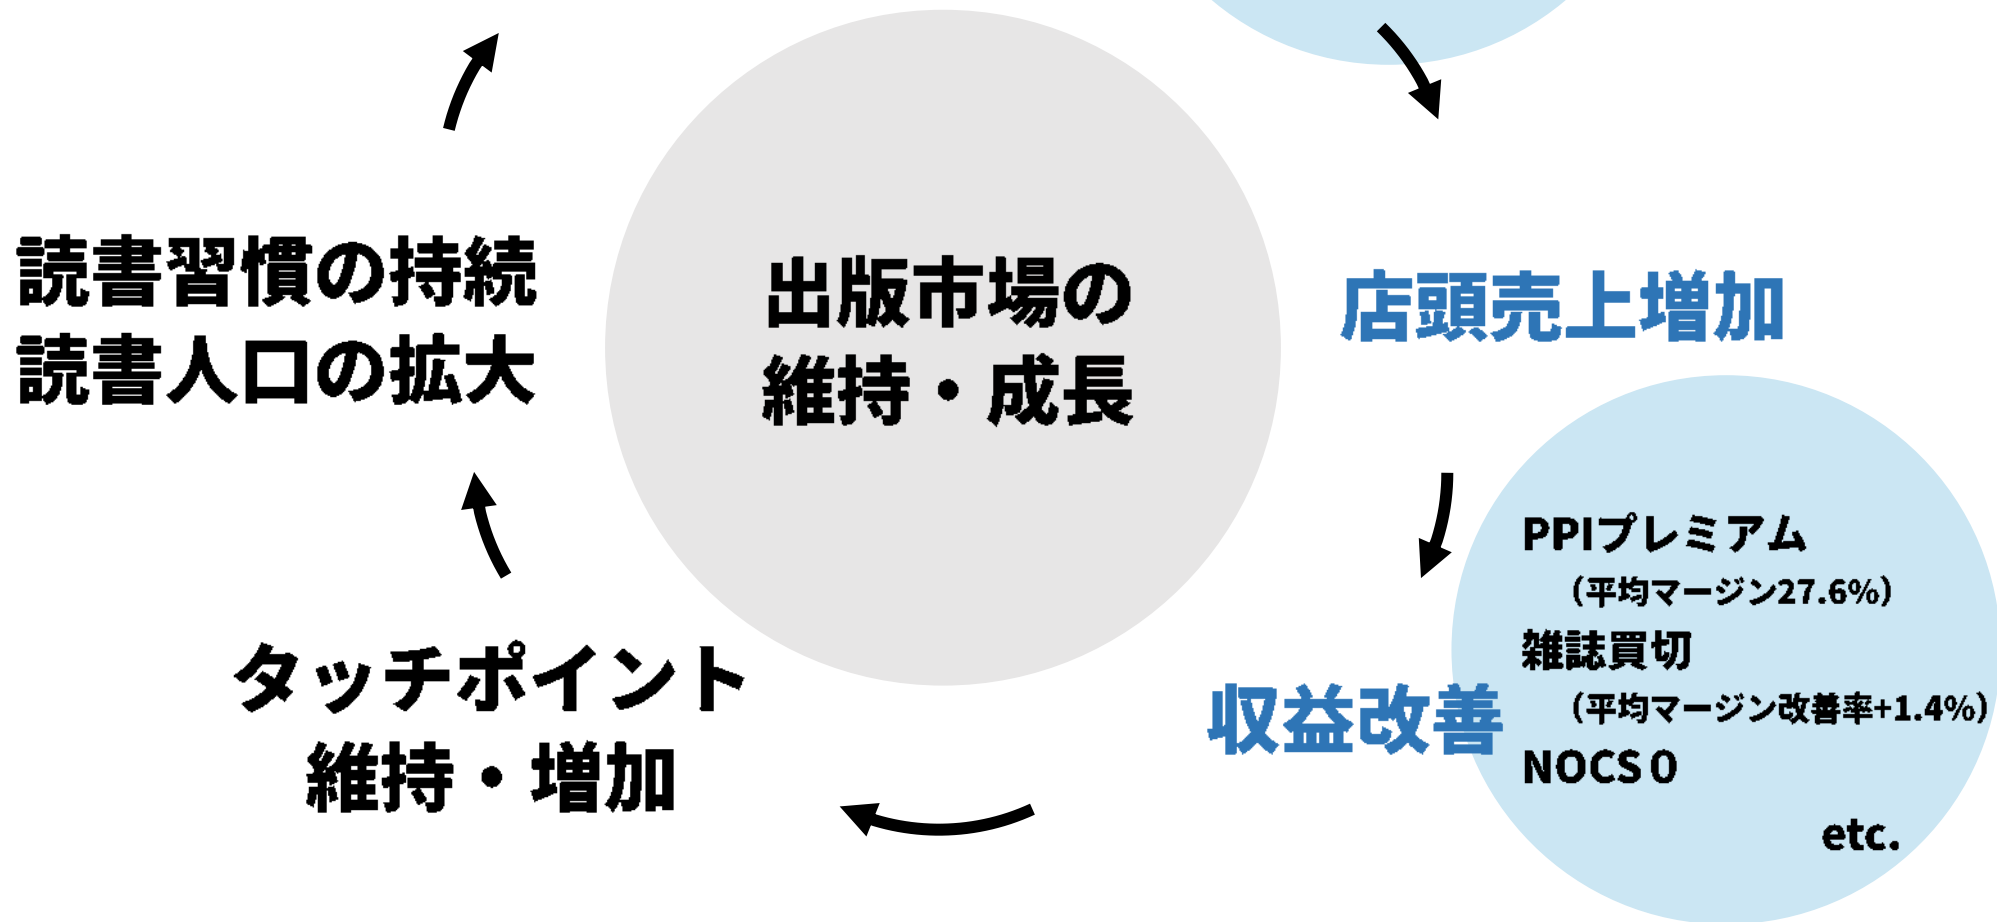 読書習慣の持続
読書人口の拡大
出版市場の
維持・成長
店頭売上増加
PPIプレミアム
（平均マージン27.6%）
雑誌買切
（平均マージン改善率+1.4%）
NOCS0
etc.
収益改善
タッチポイント
維持・増加